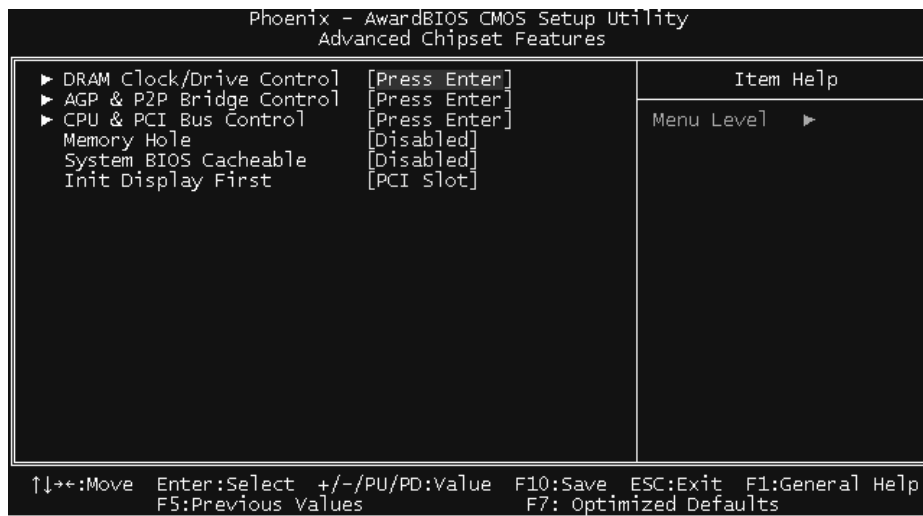 Phoenix - AwardBIOS CMOS Setup Utility
Advanced Chipset Features
► DRAM Clock/Drive Control [Press Enter]
► AGP & P2P Bridge Control [Press Enter]
► CPU & PCI Bus Control [Press Enter]
Memory Hole [Disabled]
System BIOS Cacheable [Disabled]
Init Display First [PCI Slot]
Item Help
Menu Level ►
↑↓→←:Move Enter:Select +/-/PU/PD:Value F10:Save ESC:Exit F1:General Help
F5:Previous Values F7: Optimized Defaults